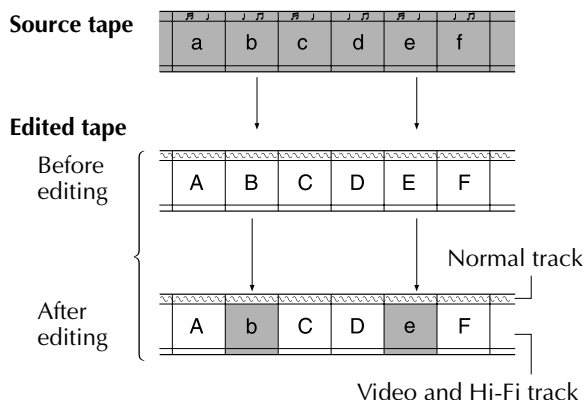 Source tape
a b c d e f
Edited tape
Before
editing
A B C D E F
Normal track
After
editing
A b C D e F
Video and Hi-Fi track